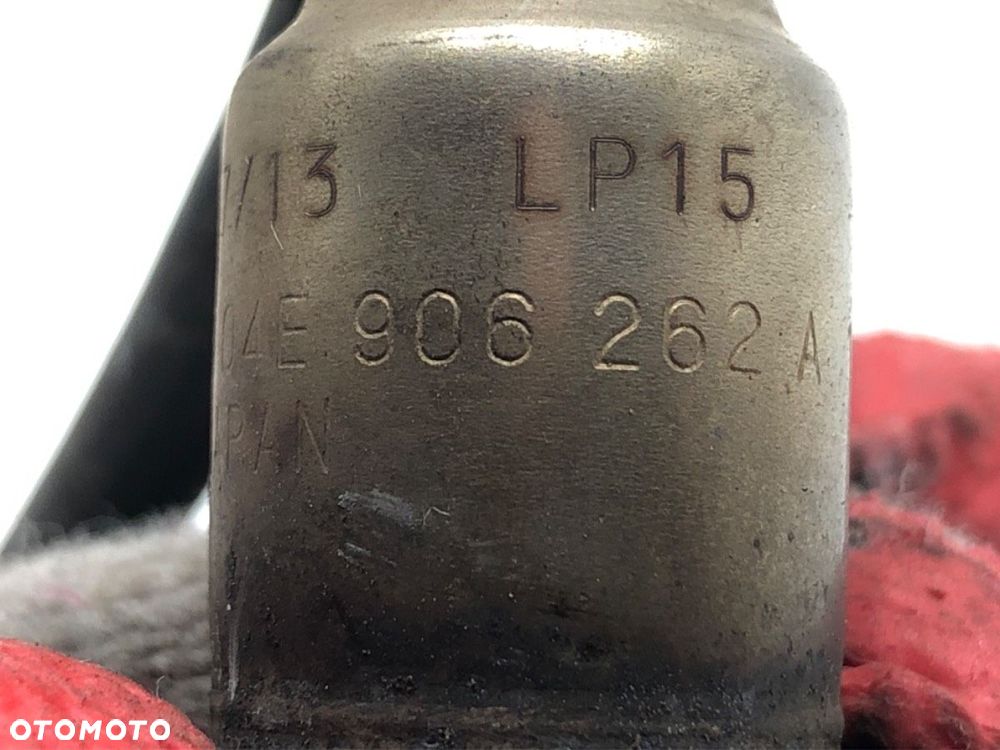 /13 LP15
04E 906 262 A
PAN
OTOMOTO